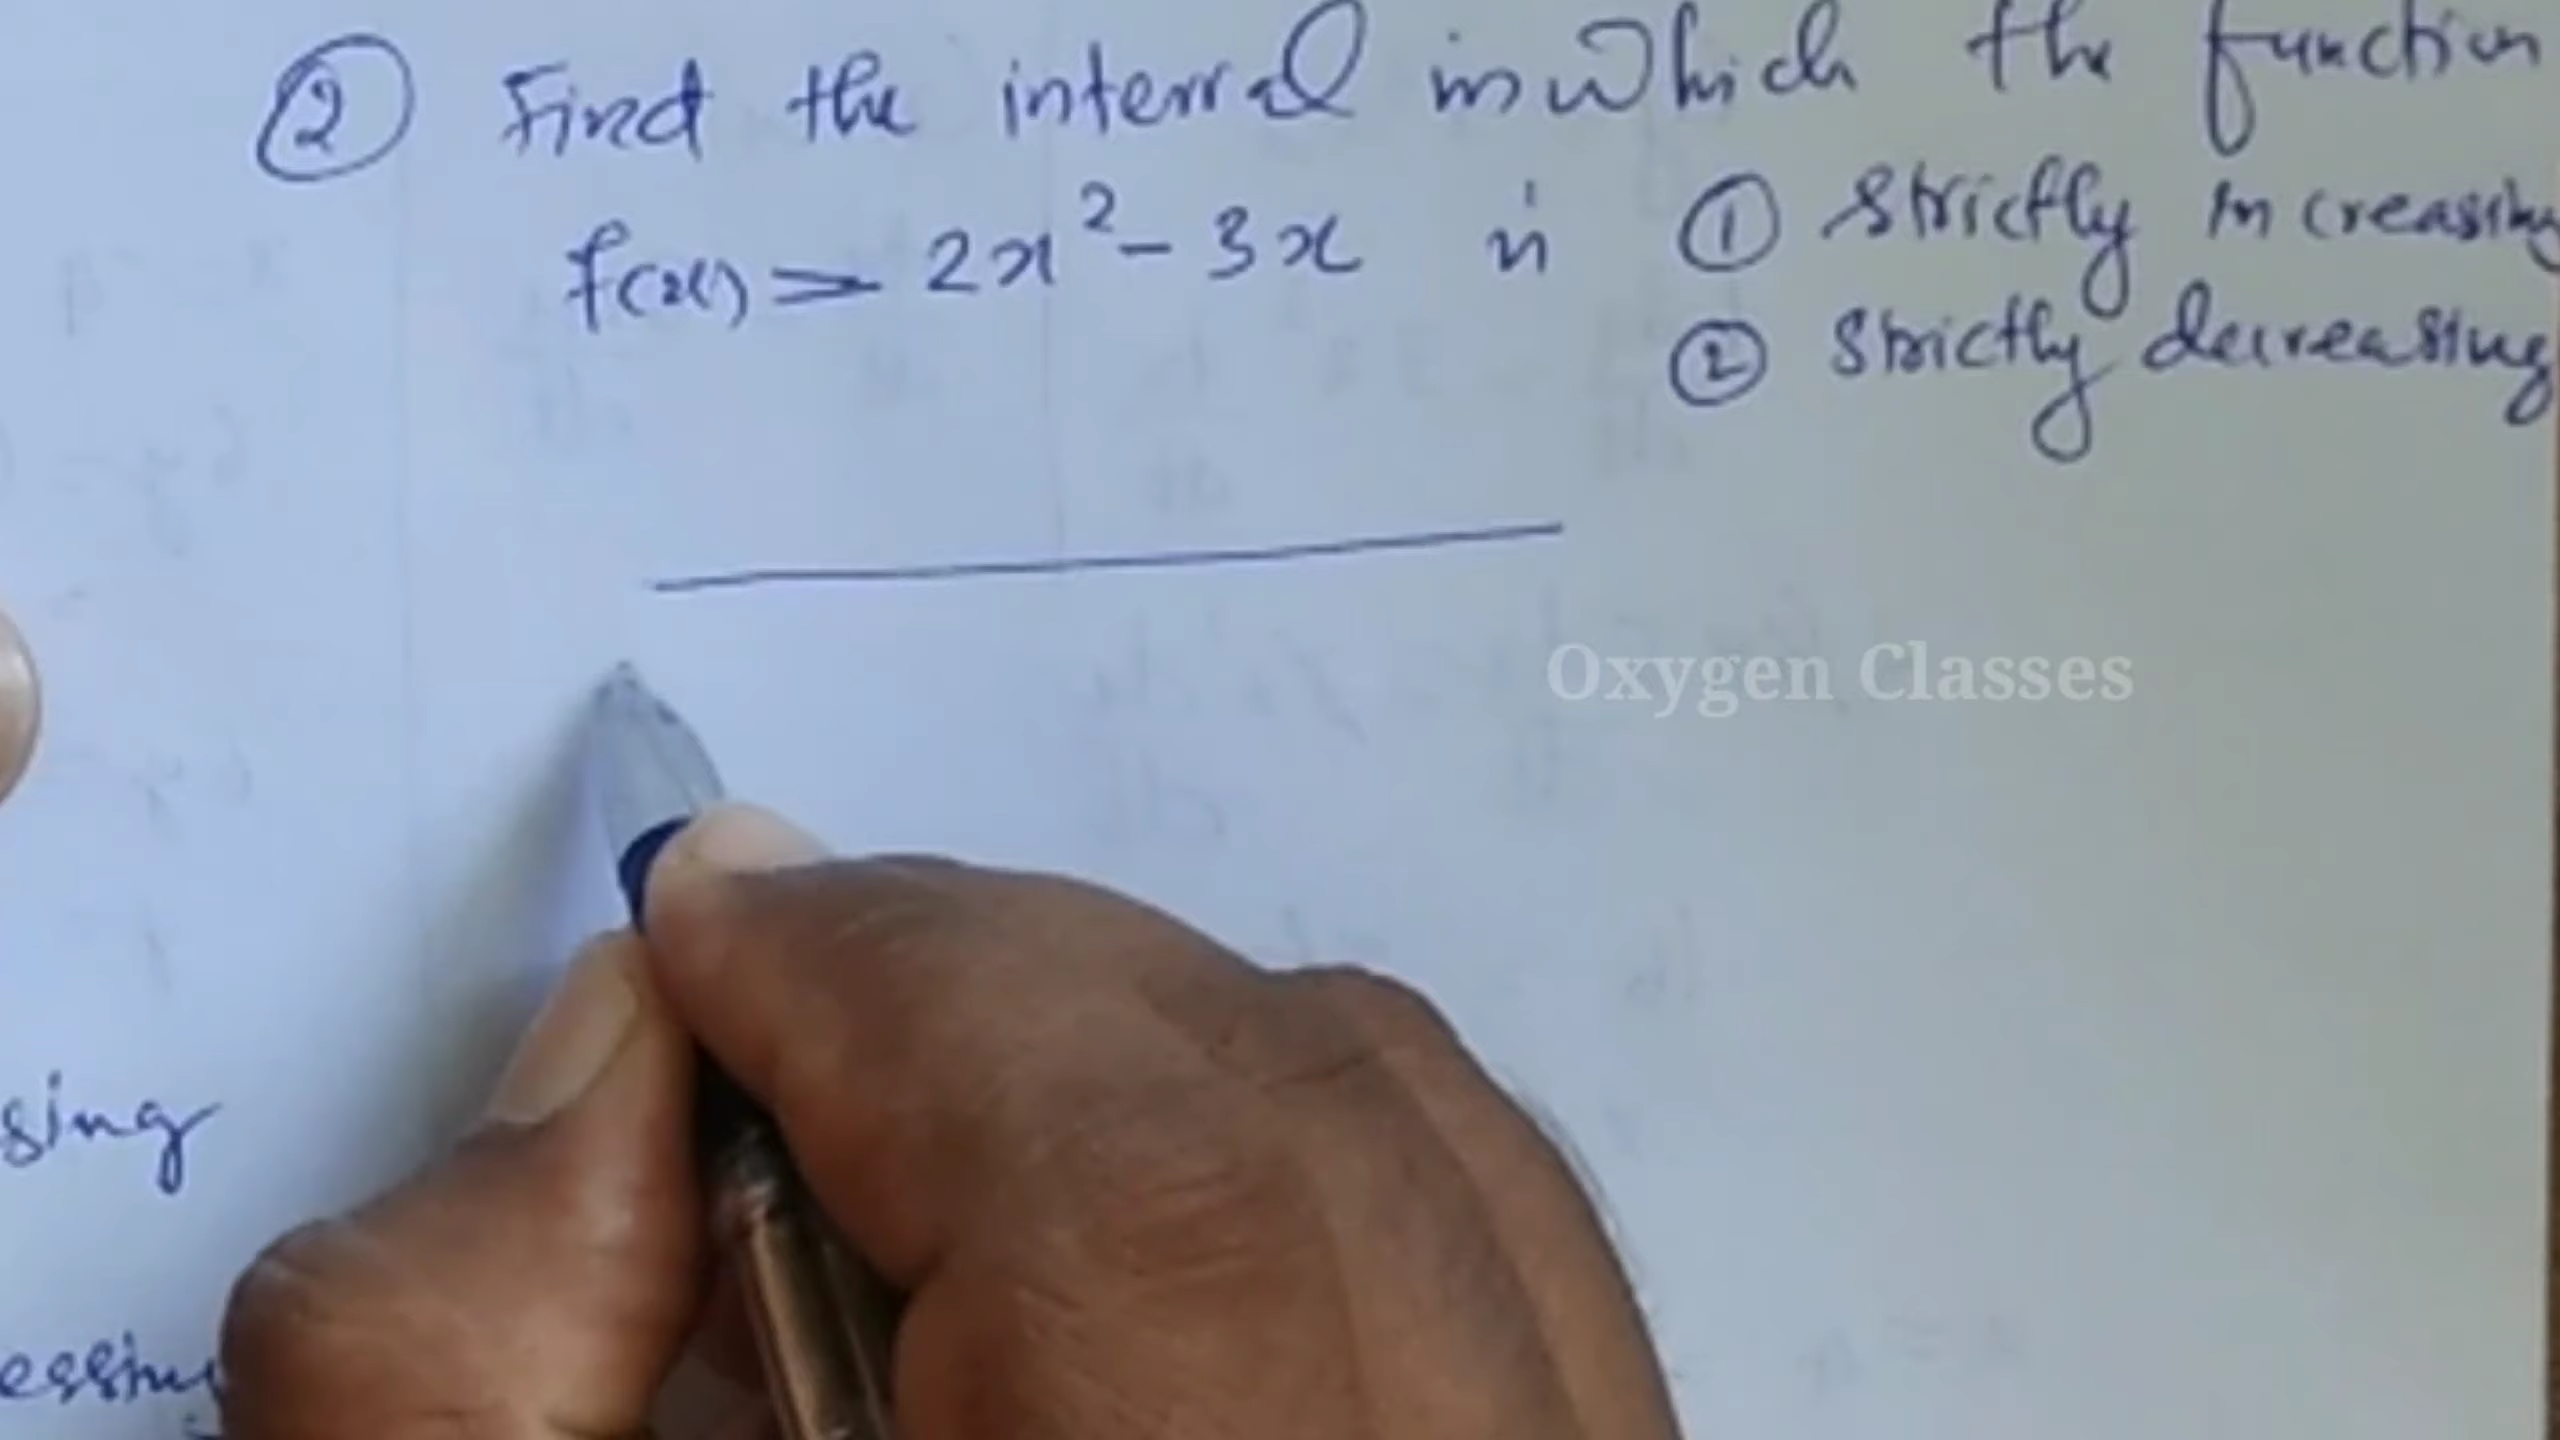 ② Find the interval in which the function
f(x) = 2x² - 3x is ① Strictly increasing
② Strictly decreasing
Oxygen Classes
sing